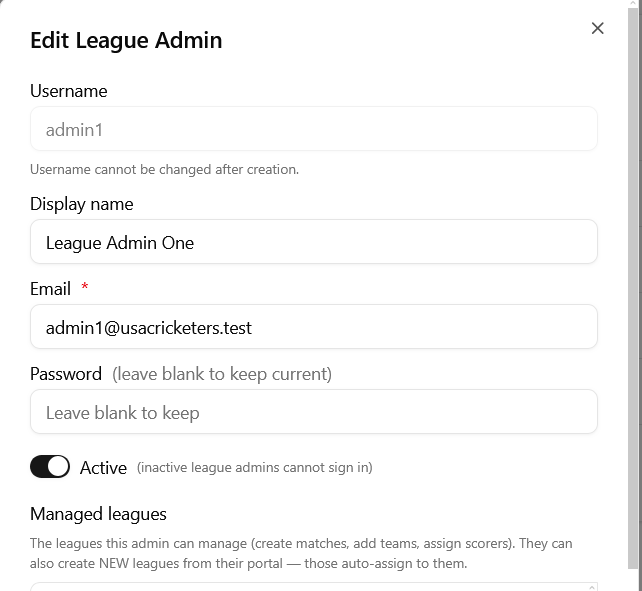 Edit League Admin
Username
admin1
Username cannot be changed after creation.
Display name
League Admin One
Email *
admin1@usacricketers.test
Password (leave blank to keep current)
Leave blank to keep
Active (inactive league admins cannot sign in)
Managed leagues
The leagues this admin can manage (create matches, add teams, assign scorers). They can
also create NEW leagues from their portal — those auto-assign to them.